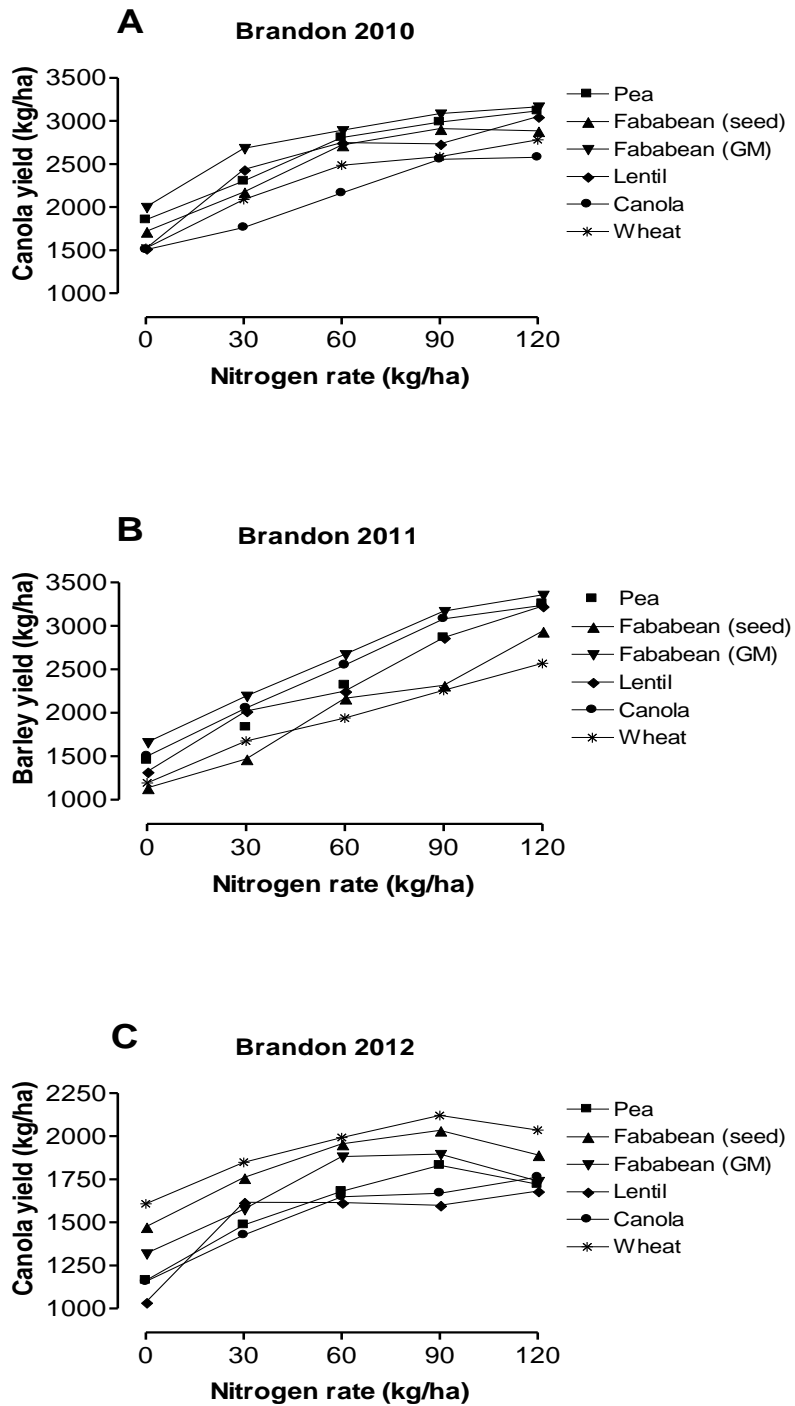 A
Brandon 2010
Canola yield (kg/ha)
3500
3000
2500
2000
1500
1000
0 30 60 90 120
Nitrogen rate (kg/ha)
Pea
Fababean (seed)
Fababean (GM)
Lentil
Canola
Wheat
B
Brandon 2011
Barley yield (kg/ha)
3500
3000
2500
2000
1500
1000
0 30 60 90 120
Nitrogen rate (kg/ha)
Pea
Fababean (seed)
Fababean (GM)
Lentil
Canola
Wheat
C
Brandon 2012
Canola yield (kg/ha)
2250
2000
1750
1500
1250
1000
0 30 60 90 120
Nitrogen rate (kg/ha)
Pea
Fababean (seed)
Fababean (GM)
Lentil
Canola
Wheat